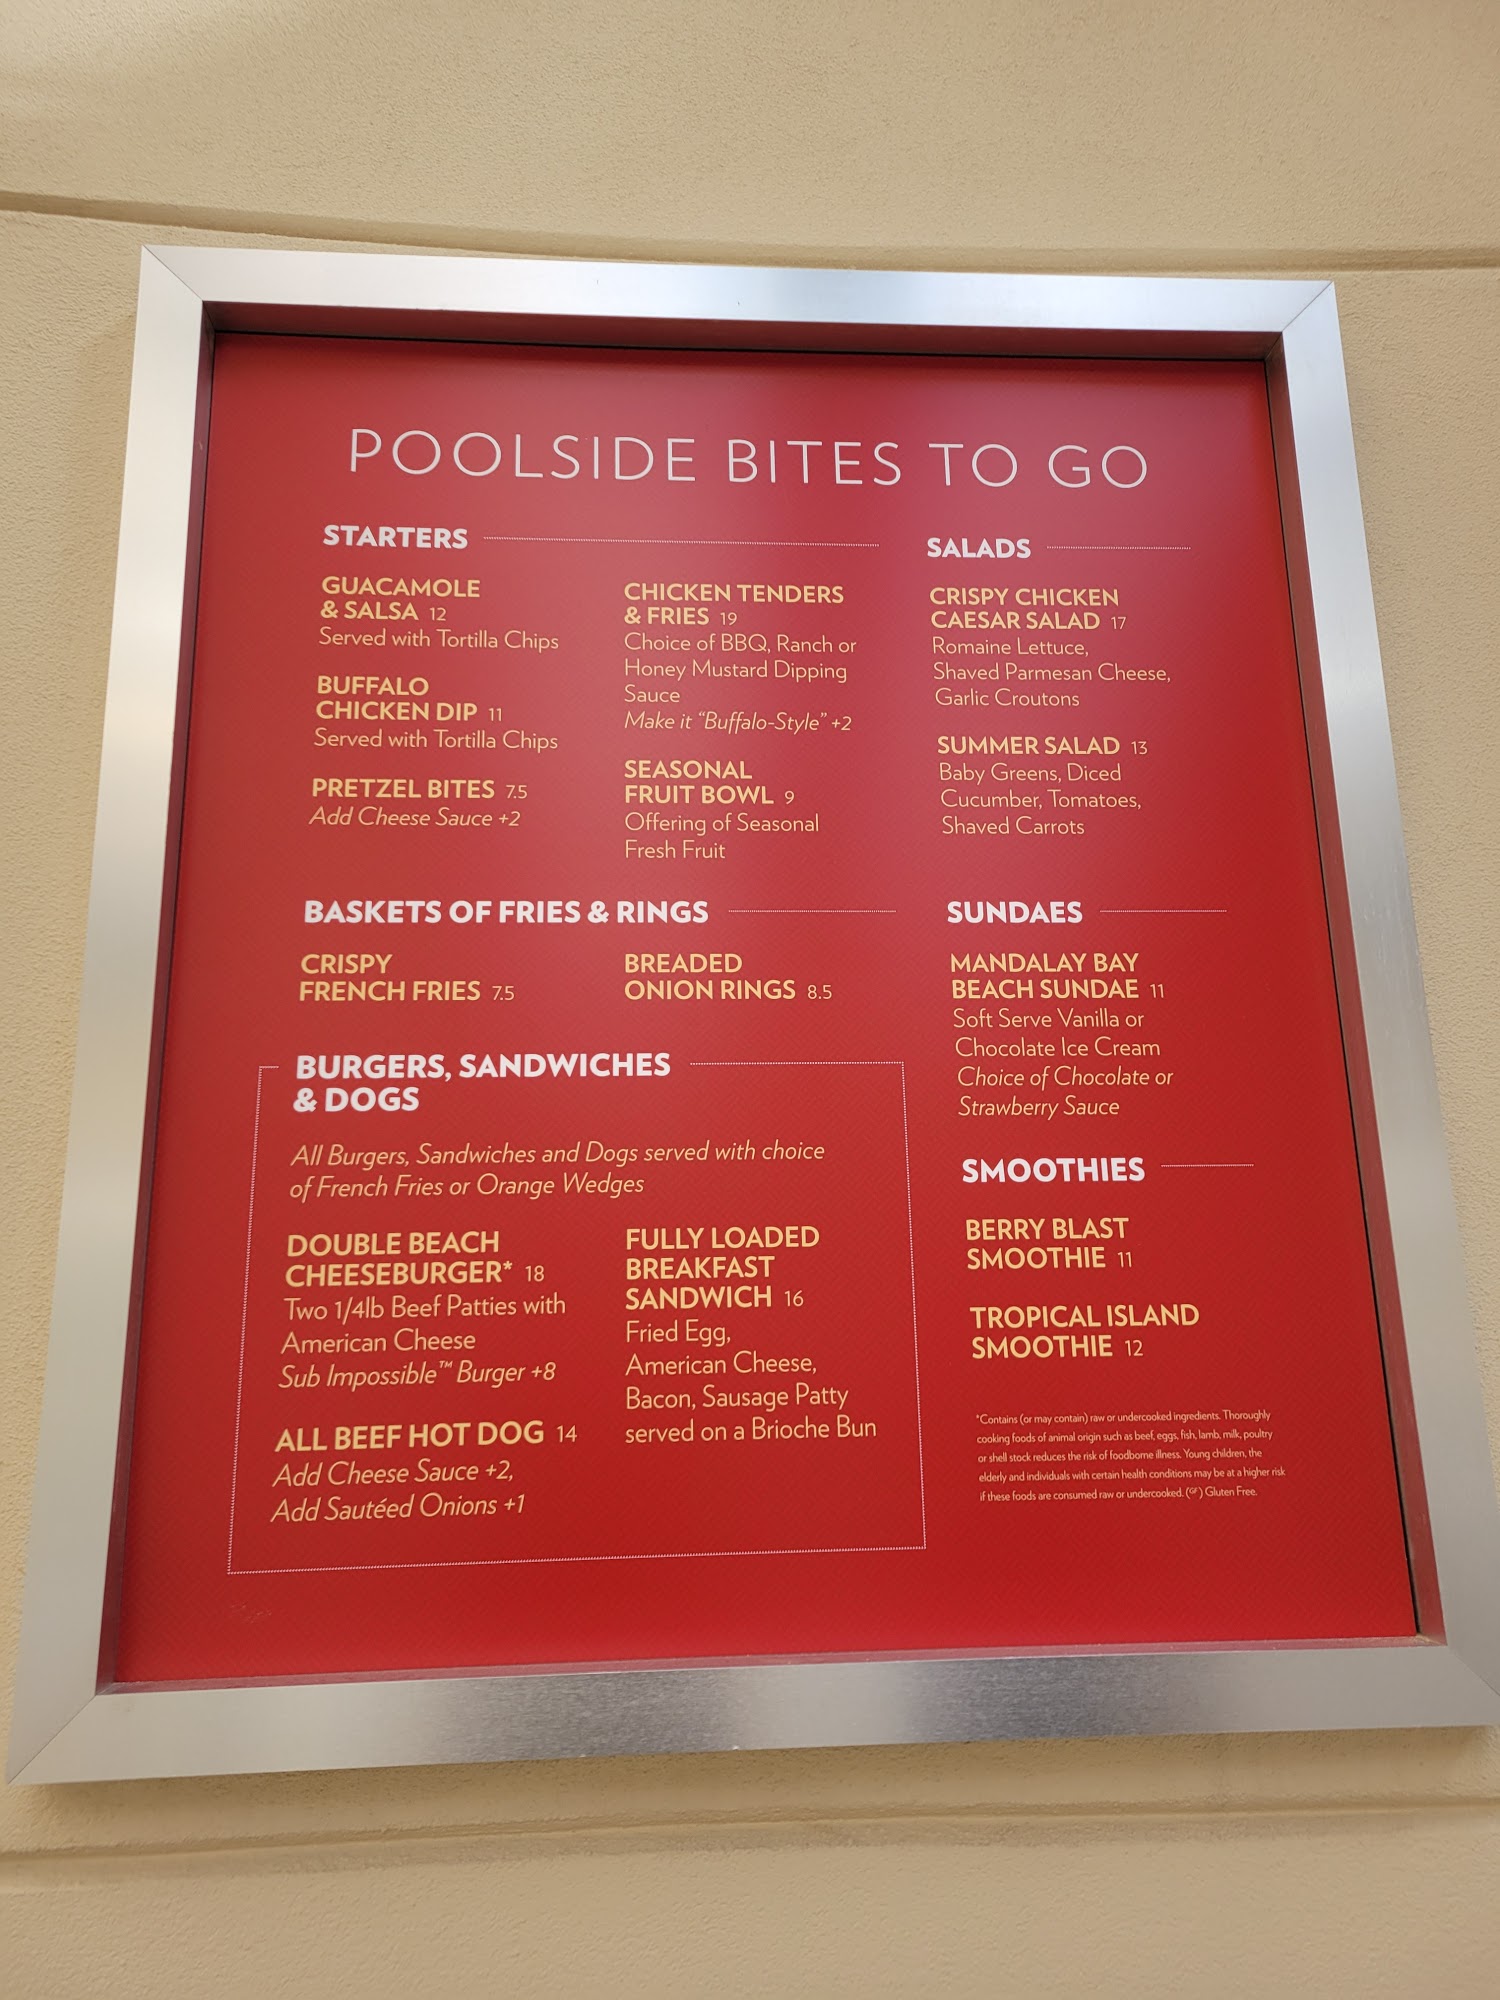 POOLSIDE BITES TO GO
STARTERS
GUACAMOLE
& SALSA 12
Served with Tortilla Chips
BUFFALO
CHICKEN DIP 11
Served with Tortilla Chips
PRETZEL BITES 7.5
Add Cheese Sauce +2
CHICKEN TENDERS
& FRIES 19
Choice of BBQ, Ranch or
Honey Mustard Dipping
Sauce
Make it "Buffalo-Style" +2
SEASONAL
FRUIT BOWL 9
Offering of Seasonal
Fresh Fruit
SALADS
CRISPY CHICKEN
CAESAR SALAD 17
Romaine Lettuce,
Shaved Parmesan Cheese,
Garlic Croutons
SUMMER SALAD 13
Baby Greens, Diced
Cucumber, Tomatoes,
Shaved Carrots
BASKETS OF FRIES & RINGS
CRISPY
FRENCH FRIES 7.5
BREADED
ONION RINGS 8.5
SUNDAES
MANDALAY BAY
BEACH SUNDAE 11
Soft Serve Vanilla or
Chocolate Ice Cream
Choice of Chocolate or
Strawberry Sauce
BURGERS, SANDWICHES
& DOGS
All Burgers, Sandwiches and Dogs served with choice
of French Fries or Orange Wedges
DOUBLE BEACH
CHEESEBURGER* 18
Two 1/4lb Beef Patties with
American Cheese
Sub Impossible™ Burger +8
ALL BEEF HOT DOG 14
Add Cheese Sauce +2,
Add Sautéed Onions +1
FULLY LOADED
BREAKFAST
SANDWICH 16
Fried Egg,
American Cheese,
Bacon, Sausage Patty
served on a Brioche Bun
SMOOTHIES
BERRY BLAST
SMOOTHIE 11
TROPICAL ISLAND
SMOOTHIE 12
*Contains (or may contain) raw or undercooked ingredients. Thoroughly
cooking foods of animal origin such as beef, eggs, fish, lamb, milk, poultry
or shell stock reduces the risk of foodborne illness. Young children, the
elderly and individuals with certain health conditions may be at a higher risk
if these foods are consumed raw or undercooked. (GF) Gluten Free.